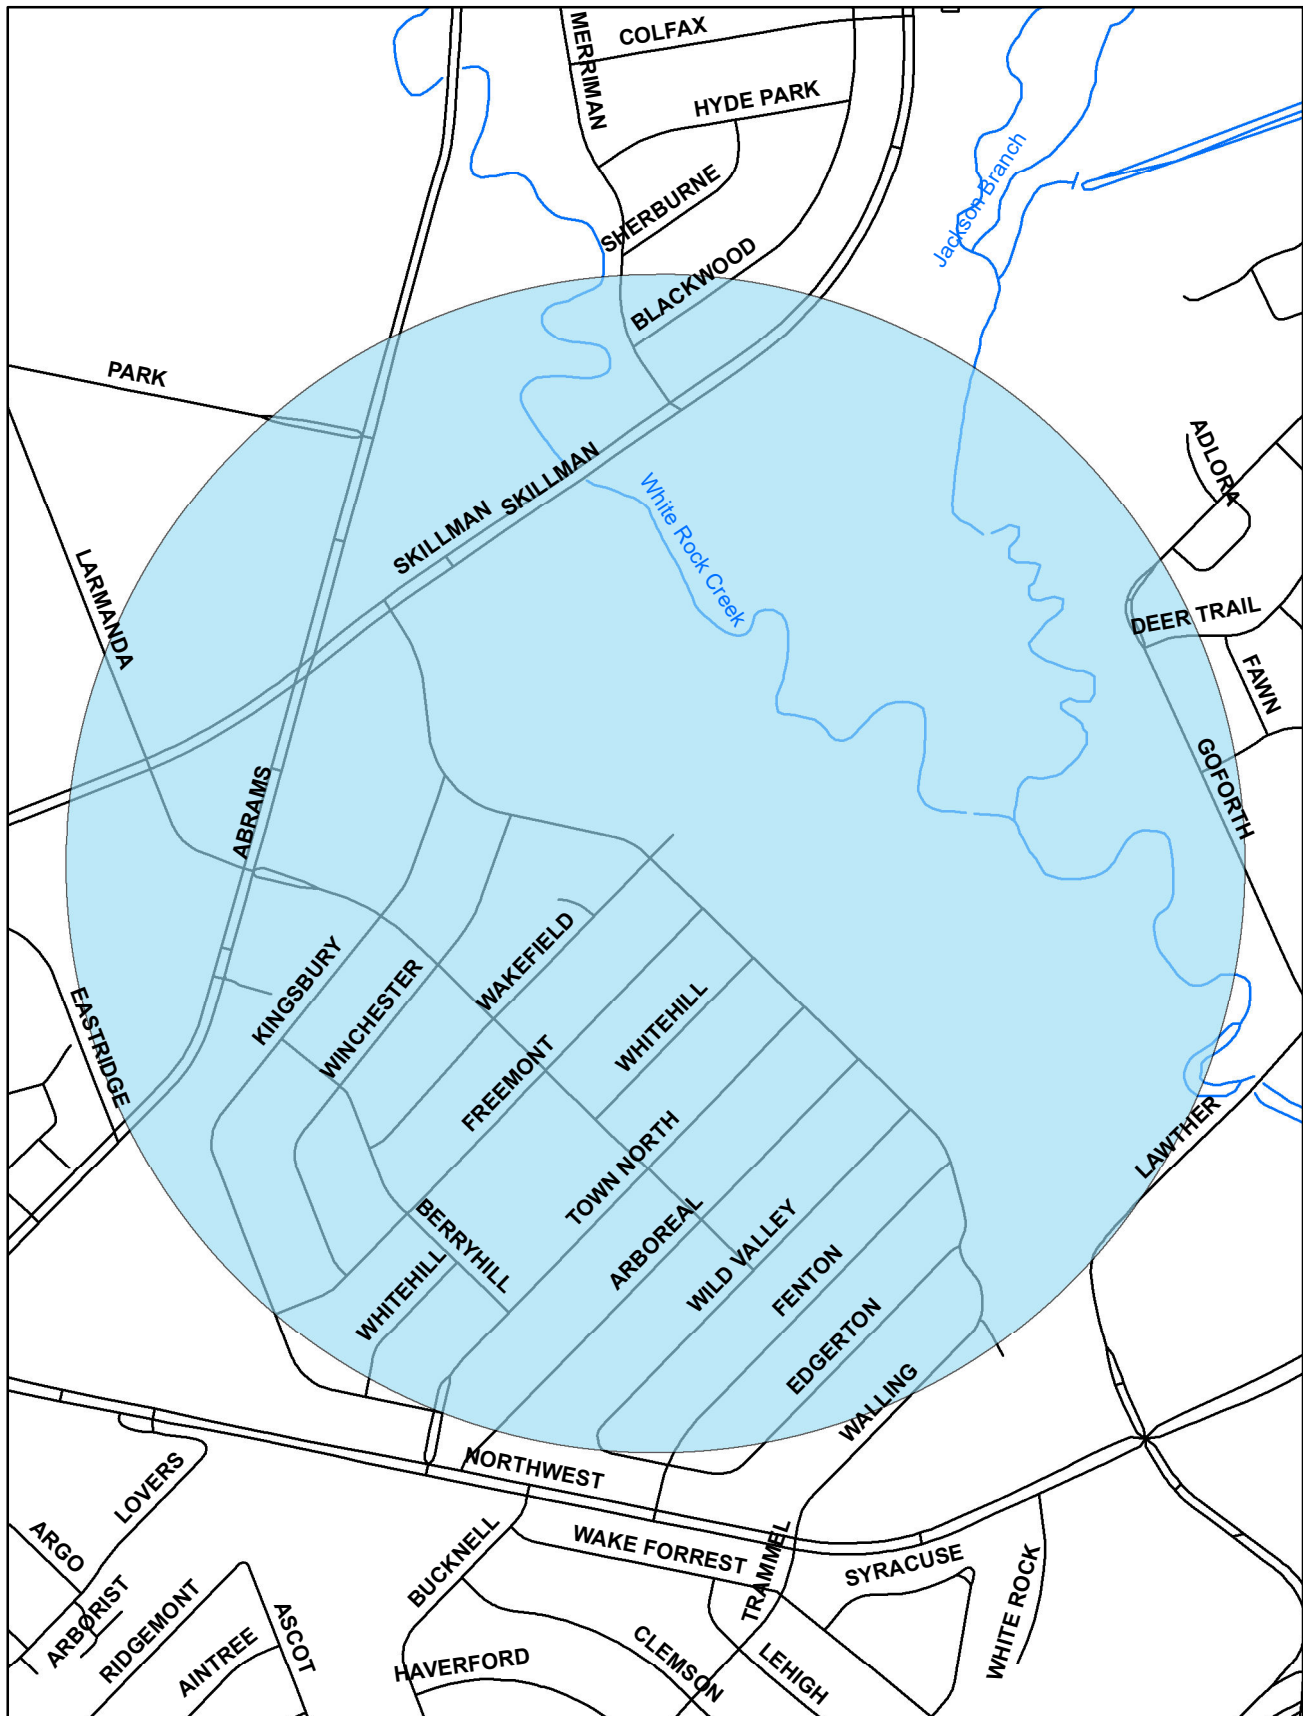 MERRIMAN
COLFAX
HYDE PARK
SHERBURNE
BLACKWOOD
Jackson Branch
PARK
SKILLMAN
SKILLMAN
ADLORA
White Rock Creek
LARMANDA
DEER TRAIL
FAWN
GOFORTH
ABRAMS
WAKEFIELD
KINGSBURY
WINCHESTER
WHITEHILL
EASTRIDGE
FREEMONT
TOWN NORTH
LAWTHER
BERRYHILL
ARBOREAL
WILD VALLEY
WHITEHILL
FENTON
EDGERTON
WALLING
NORTHWEST
LOVERS
ARGO
BUCKNELL
WAKE FORREST
TRAMMEL
SYRACUSE
WHITE ROCK
ARBORIST
RIDGEMONT
ASCOT
AINTREE
HAVERFORD
CLEMSON
LEHIGH